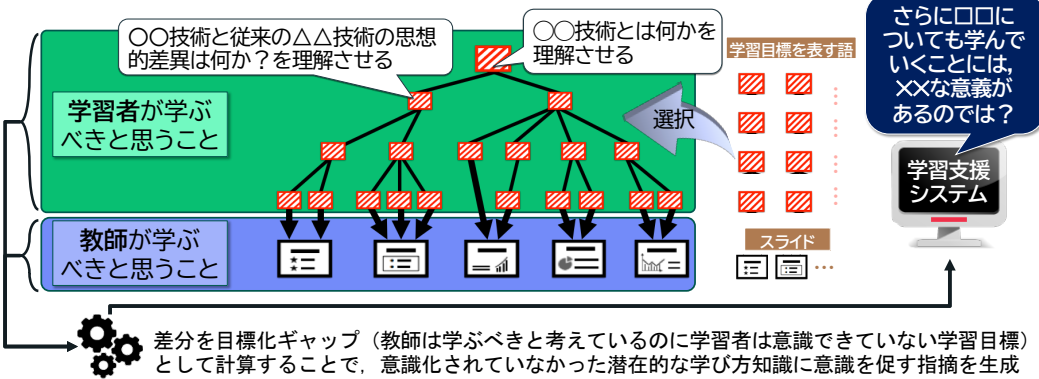 〇〇技術と従来の△△技術の思想
的差異は何か？を理解させる
〇〇技術とは何かを
理解させる
学習目標を表す語
さらに□□に
ついても学んで
いくことには，
××な意義が
あるのでは？
学習者が学ぶ
べきと思うこと
選択
学習支援
システム
教師が学ぶ
べきと思うこと
スライド
…
差分を目標化ギャップ（教師は学ぶべきと考えているのに学習者は意識できていない学習目標）
として計算することで，意識化されていなかった潜在的な学び方知識に意識を促す指摘を生成